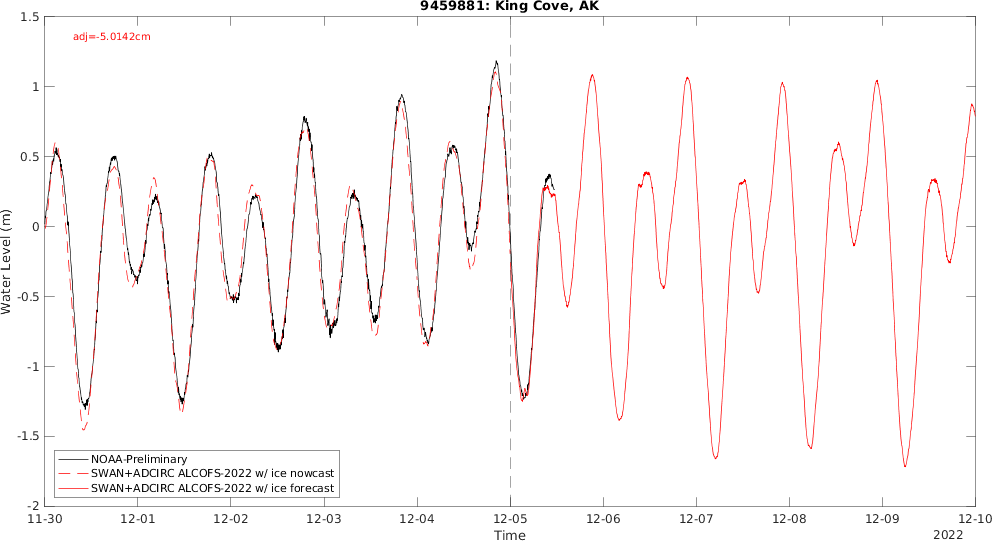 9459881: King Cove, AK
adj=-5.0142cm
1.5
1
0.5
0
-0.5
-1
-1.5
-2
Water Level (m)
NOAA-Preliminary
SWAN+ADCIRC ALCOFS-2022 w/ ice nowcast
SWAN+ADCIRC ALCOFS-2022 w/ ice forecast
11-30 12-01 12-02 12-03 12-04 12-05 12-06 12-07 12-08 12-09 12-10
Time
2022